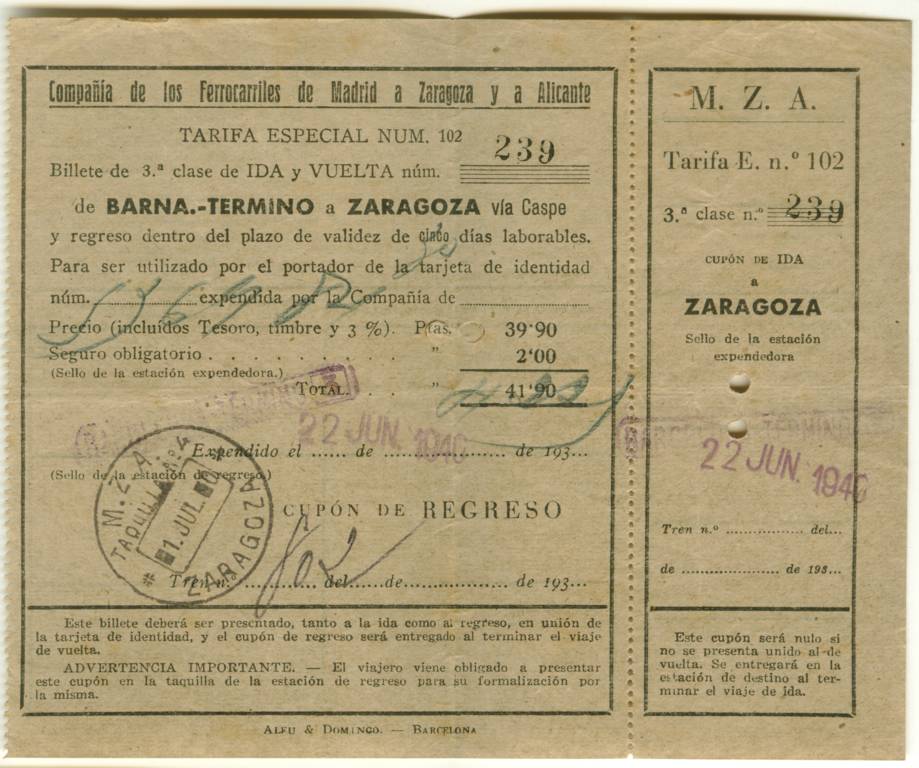 Compañía de los Ferrocarriles de Madrid a Zaragoza y a Alicante
TARIFA ESPECIAL NUM. 102
Billete de 3.ª clase de IDA y VUELTA núm. 239
de BARNA.-TERMINO a ZARAGOZA vía Caspe
y regreso dentro del plazo de validez de cinco días laborables.
Para ser utilizado por el portador de la tarjeta de identidad
núm. .................... expendida por la Compañía de ....................
Precio (incluídos Tesoro, timbre y 3 %). Ptas. 39'90
Seguro obligatorio . . . . . . . . . " 2'00
(Sello de la estación expendedora.)
TOTAL. . . . " 41'90
22 JUN. 1940
Expendido el ...... de .................... de 193...
(Sello de la estación de regreso.)
M. Z. A.
TAQUILLA
1. JUL
ZARAGOZA
CUPÓN DE REGRESO
802
Tren n.º ............ del......de.................. de 193...
Este billete deberá ser presentado, tanto a la ida como al regreso, en unión de
la tarjeta de identidad, y el cupón de regreso será entregado al terminar el viaje
de vuelta.
ADVERTENCIA IMPORTANTE. — El viajero viene obligado a presentar
este cupón en la taquilla de la estación de regreso para su formalización por
la misma.
ALFU & DOMINGO. — BARCELONA
M. Z. A.
Tarifa E. n.º 102
3.ª clase n.º 239
CUPÓN DE IDA
a
ZARAGOZA
Sello de la estación
expendedora
22 JUN. 1940
Tren n.º .................. del...
de .................... de 193...
Este cupón será nulo si
no se presenta unido al de
vuelta. Se entregará en la
estación de destino al ter-
minar el viaje de ida.